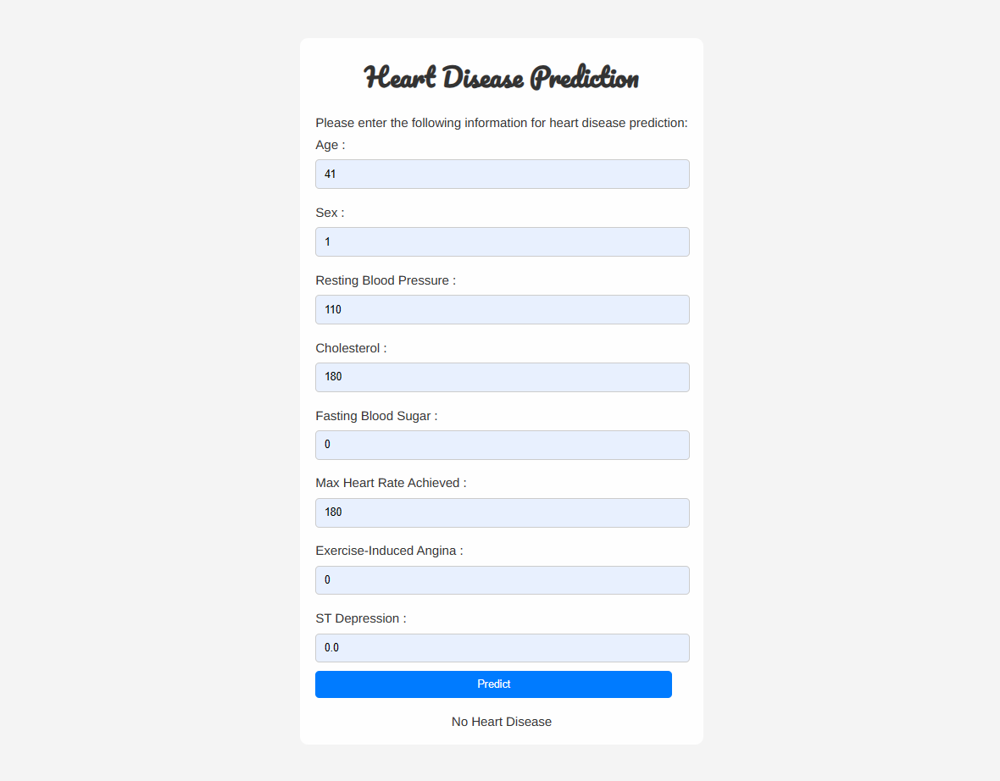 Heart Disease Prediction
Please enter the following information for heart disease prediction:
Age :
41
Sex :
1
Resting Blood Pressure :
110
Cholesterol :
180
Fasting Blood Sugar :
0
Max Heart Rate Achieved :
180
Exercise-Induced Angina :
0
ST Depression :
0.0
Predict
No Heart Disease